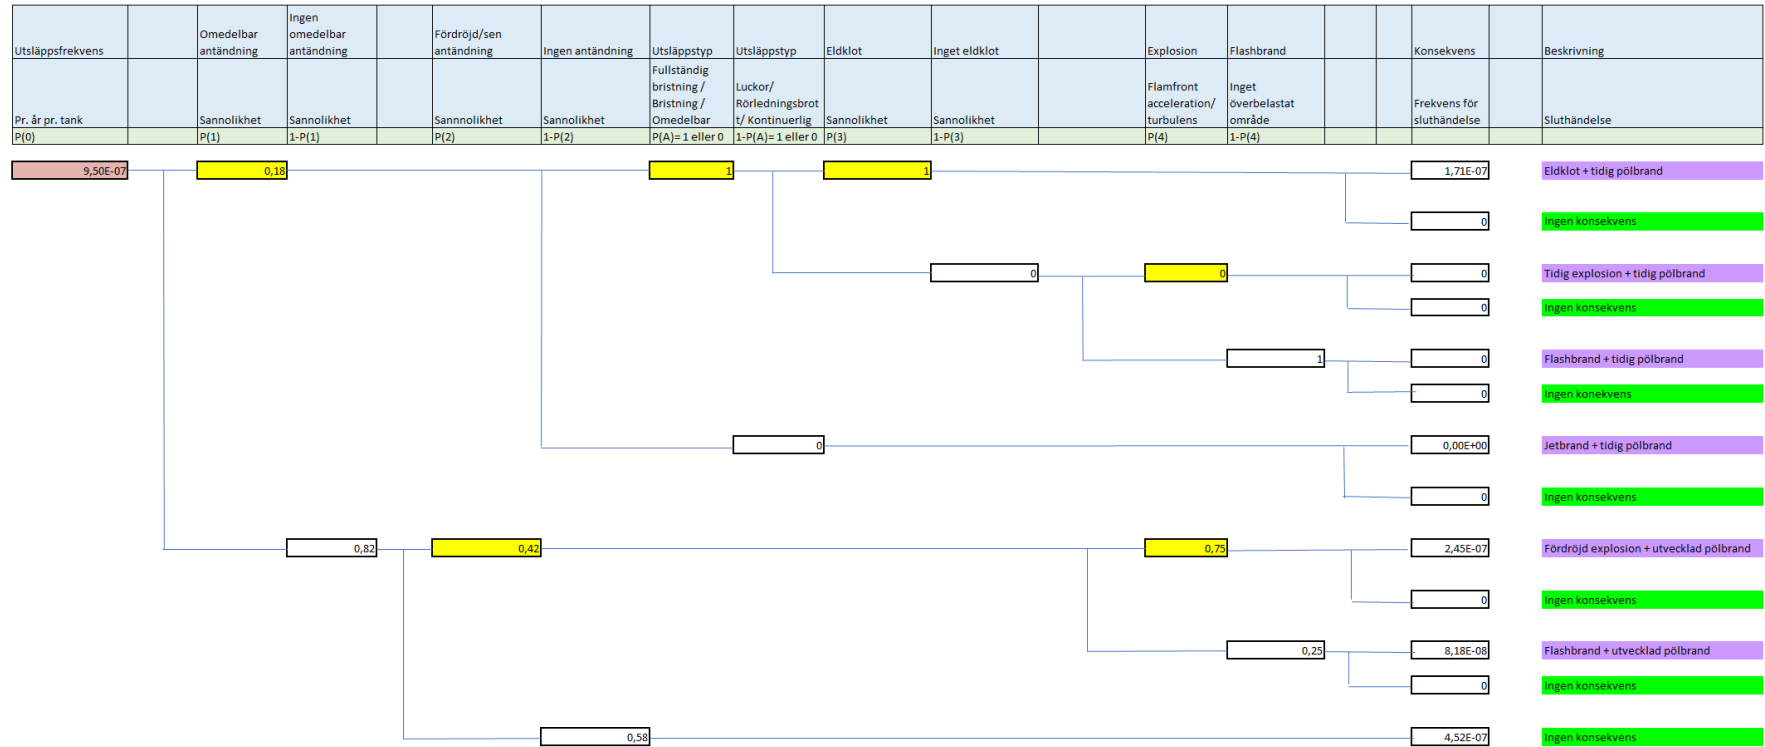 Utsläppsfrekvens
Omedelbar
antändning
Ingen
omedelbar
antändning
Fördröjd/sen
antändning
Ingen antändning
Utsläppstyp
Utsläppstyp
Eldklot
Inget eldklot
Explosion
Flashbrand
Konsekvens
Beskrivning
Pr. år pr. tank
Sannolikhet
Sannolikhet
Sannnolikhet
Sannolikhet
Fullständig
bristning /
Bristning /
Omedelbar
Luckor/
Rörledningsbrot
t/ Kontinuerlig
Sannolikhet
Sannolikhet
Flamfront
acceleration/
turbulens
Inget
överbelastat
område
Frekvens för
sluthändelse
Sluthändelse
P(0)
P(1)
1-P(1)
P(2)
1-P(2)
P(A)= 1 eller 0
1-P(A)= 1 eller 0
P(3)
1-P(3)
P(4)
1-P(4)
9,50E-07
0,18
1
1
1,71E-07
Eldklot + tidig pölbrand
0
Ingen konsekvens
0
0
0
Tidig explosion + tidig pölbrand
0
Ingen konsekvens
1
0
Flashbrand + tidig pölbrand
0
Ingen konekvens
0
0,00E+00
Jetbrand + tidig pölbrand
0
Ingen konsekvens
0,82
0,42
0,75
2,45E-07
Fördröjd explosion + utvecklad pölbrand
0
Ingen konsekvens
0,25
8,18E-08
Flashbrand + utvecklad pölbrand
0
Ingen konsekvens
0,58
4,52E-07
Ingen konsekvens